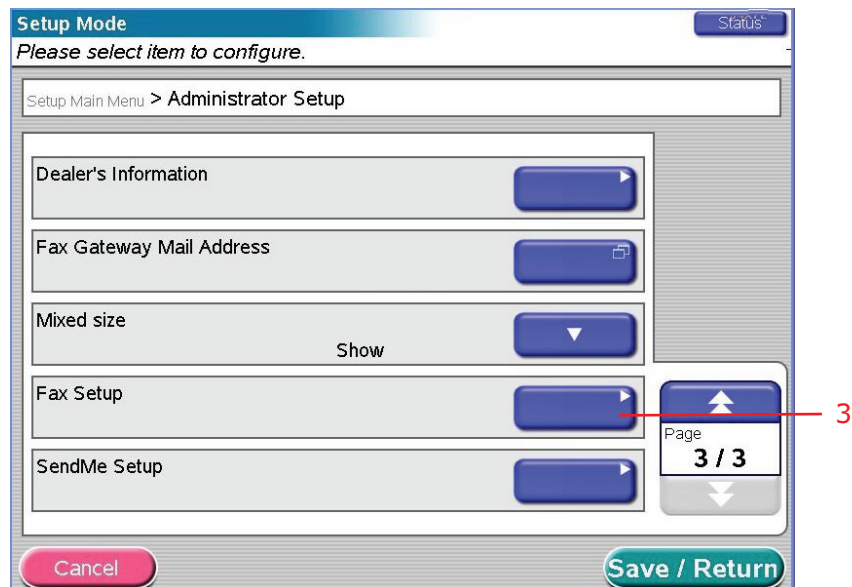 Setup Mode
Status
Please select item to configure.
Setup Main Menu > Administrator Setup
Dealer's Information
Fax Gateway Mail Address
Mixed size
Show
Fax Setup
3
Page
3 / 3
SendMe Setup
Cancel
Save / Return